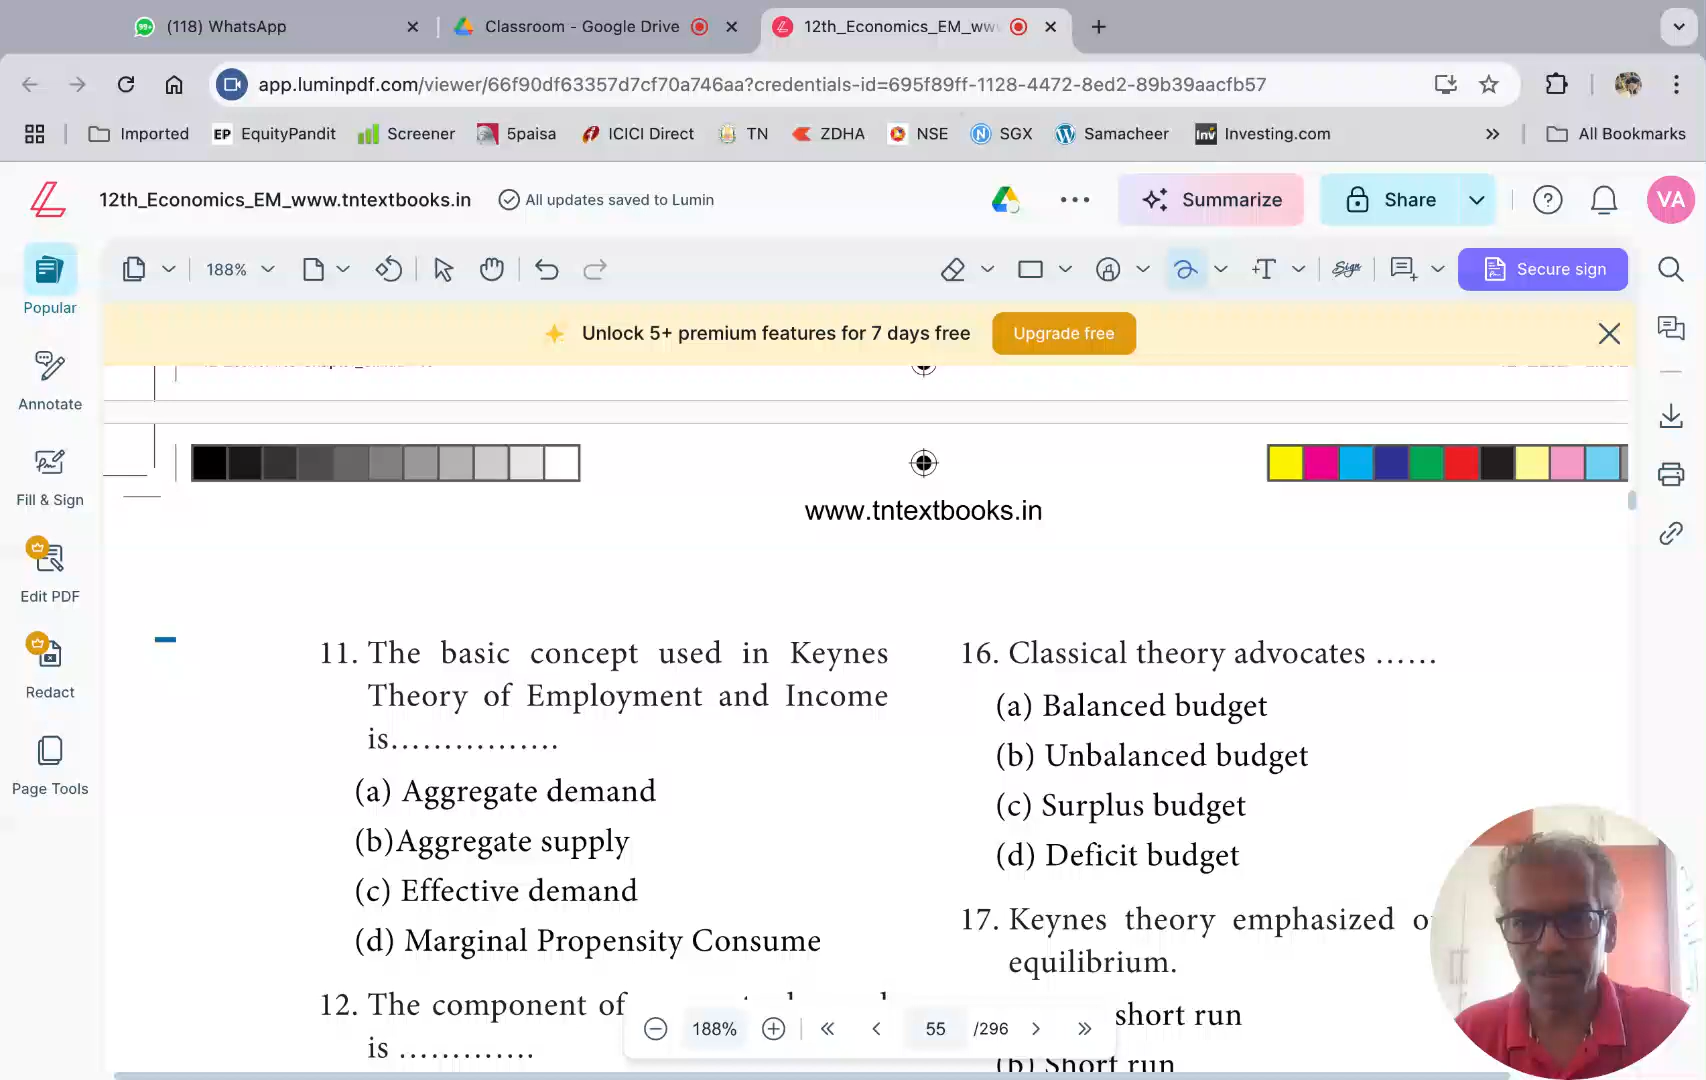 (118) WhatsApp
Classroom - Google Drive
12th_Economics_EM_ww
app.luminpdf.com/viewer/66f90df63357d7cf70a746aa?credentials-id=695f89ff-1128-4472-8ed2-89b39aacfb57
Imported
EP EquityPandit
Screener
5paisa
ICICI Direct
TN
ZDHA
NSE
SGX
Samacheer
Inv Investing.com
All Bookmarks
12th_Economics_EM_www.tntextbooks.in
All updates saved to Lumin
Summarize
Share
VA
188%
Sign
Secure sign
Popular
Annotate
Fill & Sign
Edit PDF
Redact
Page Tools
Unlock 5+ premium features for 7 days free
Upgrade free
www.tntextbooks.in
11. The basic concept used in Keynes
Theory of Employment and Income
is................
(a) Aggregate demand
(b)Aggregate supply
(c) Effective demand
(d) Marginal Propensity Consume
12. The component of
is .............
16. Classical theory advocates ......
(a) Balanced budget
(b) Unbalanced budget
(c) Surplus budget
(d) Deficit budget
17. Keynes theory emphasized
equilibrium.
short run
(b) Short run
188%
55 /296